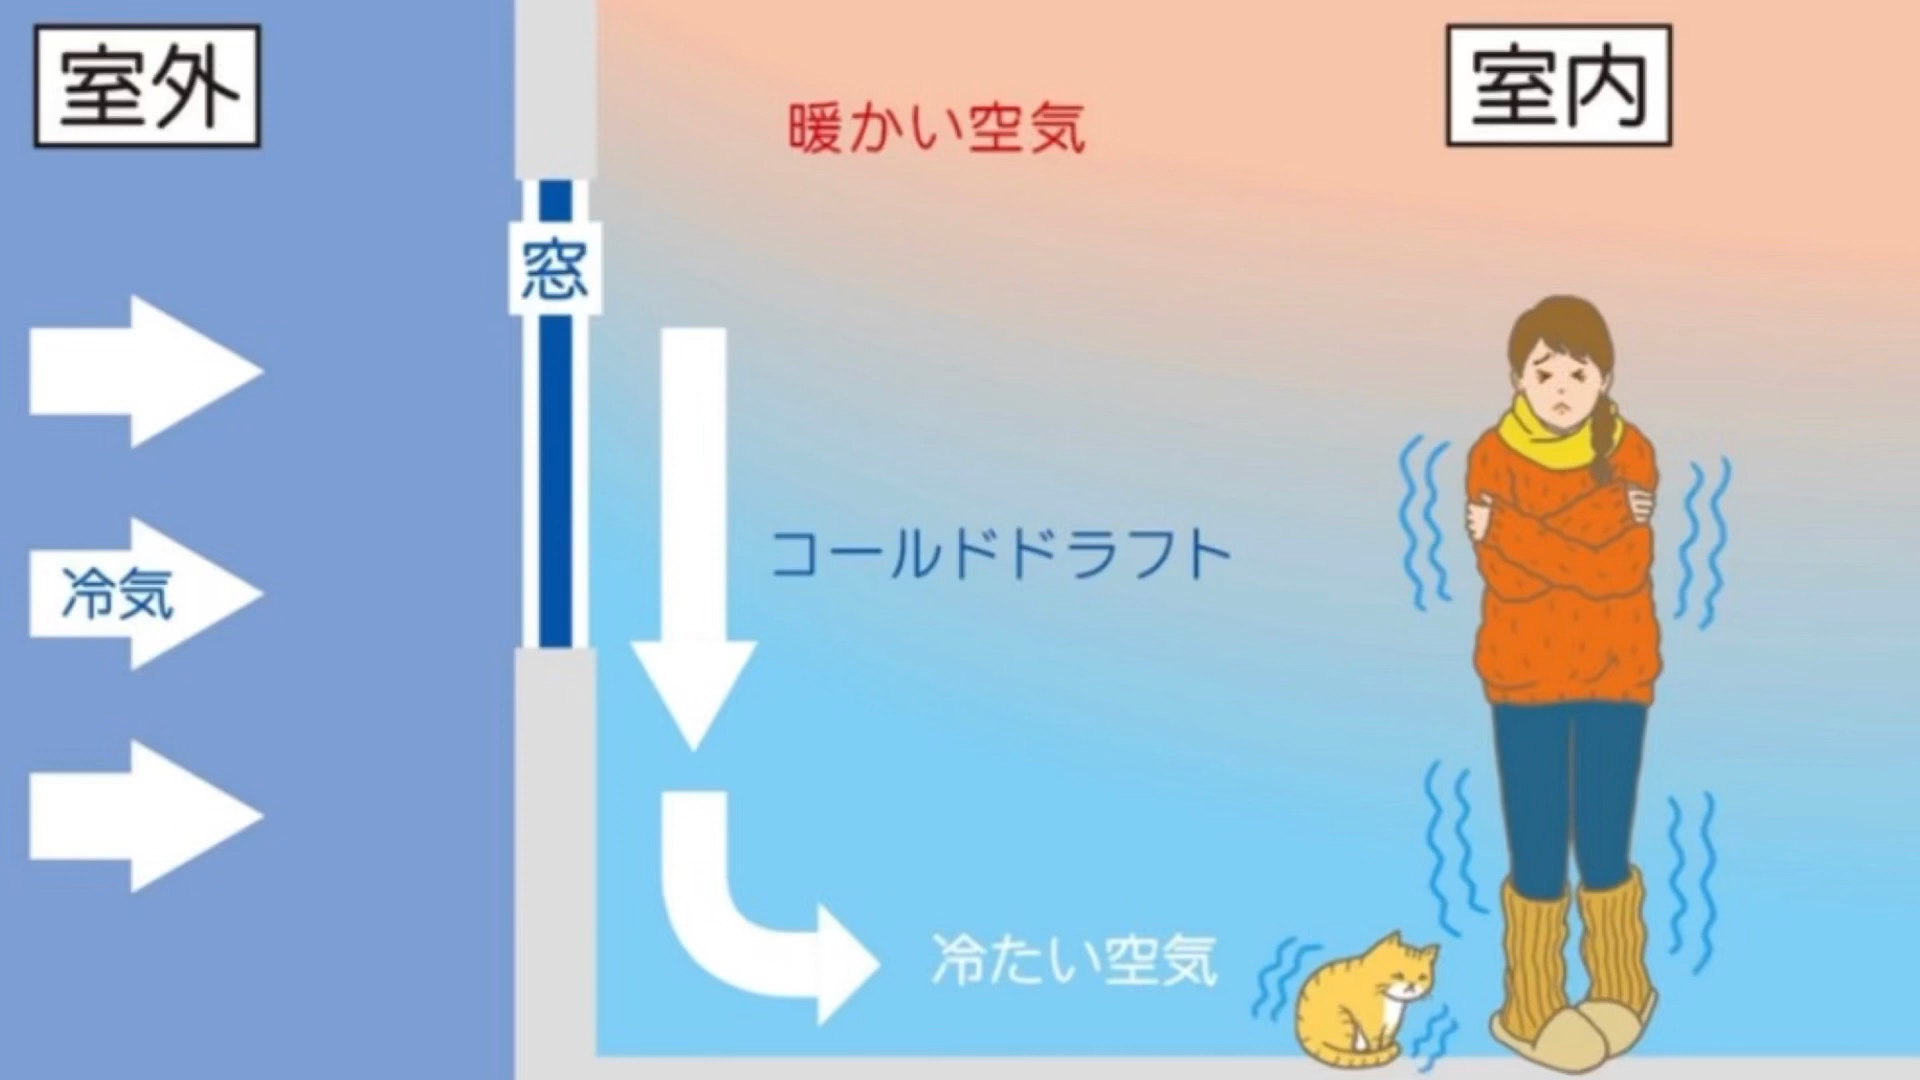 室外
室内
暖かい空気
窓
コールドドラフト
冷気
冷たい空気